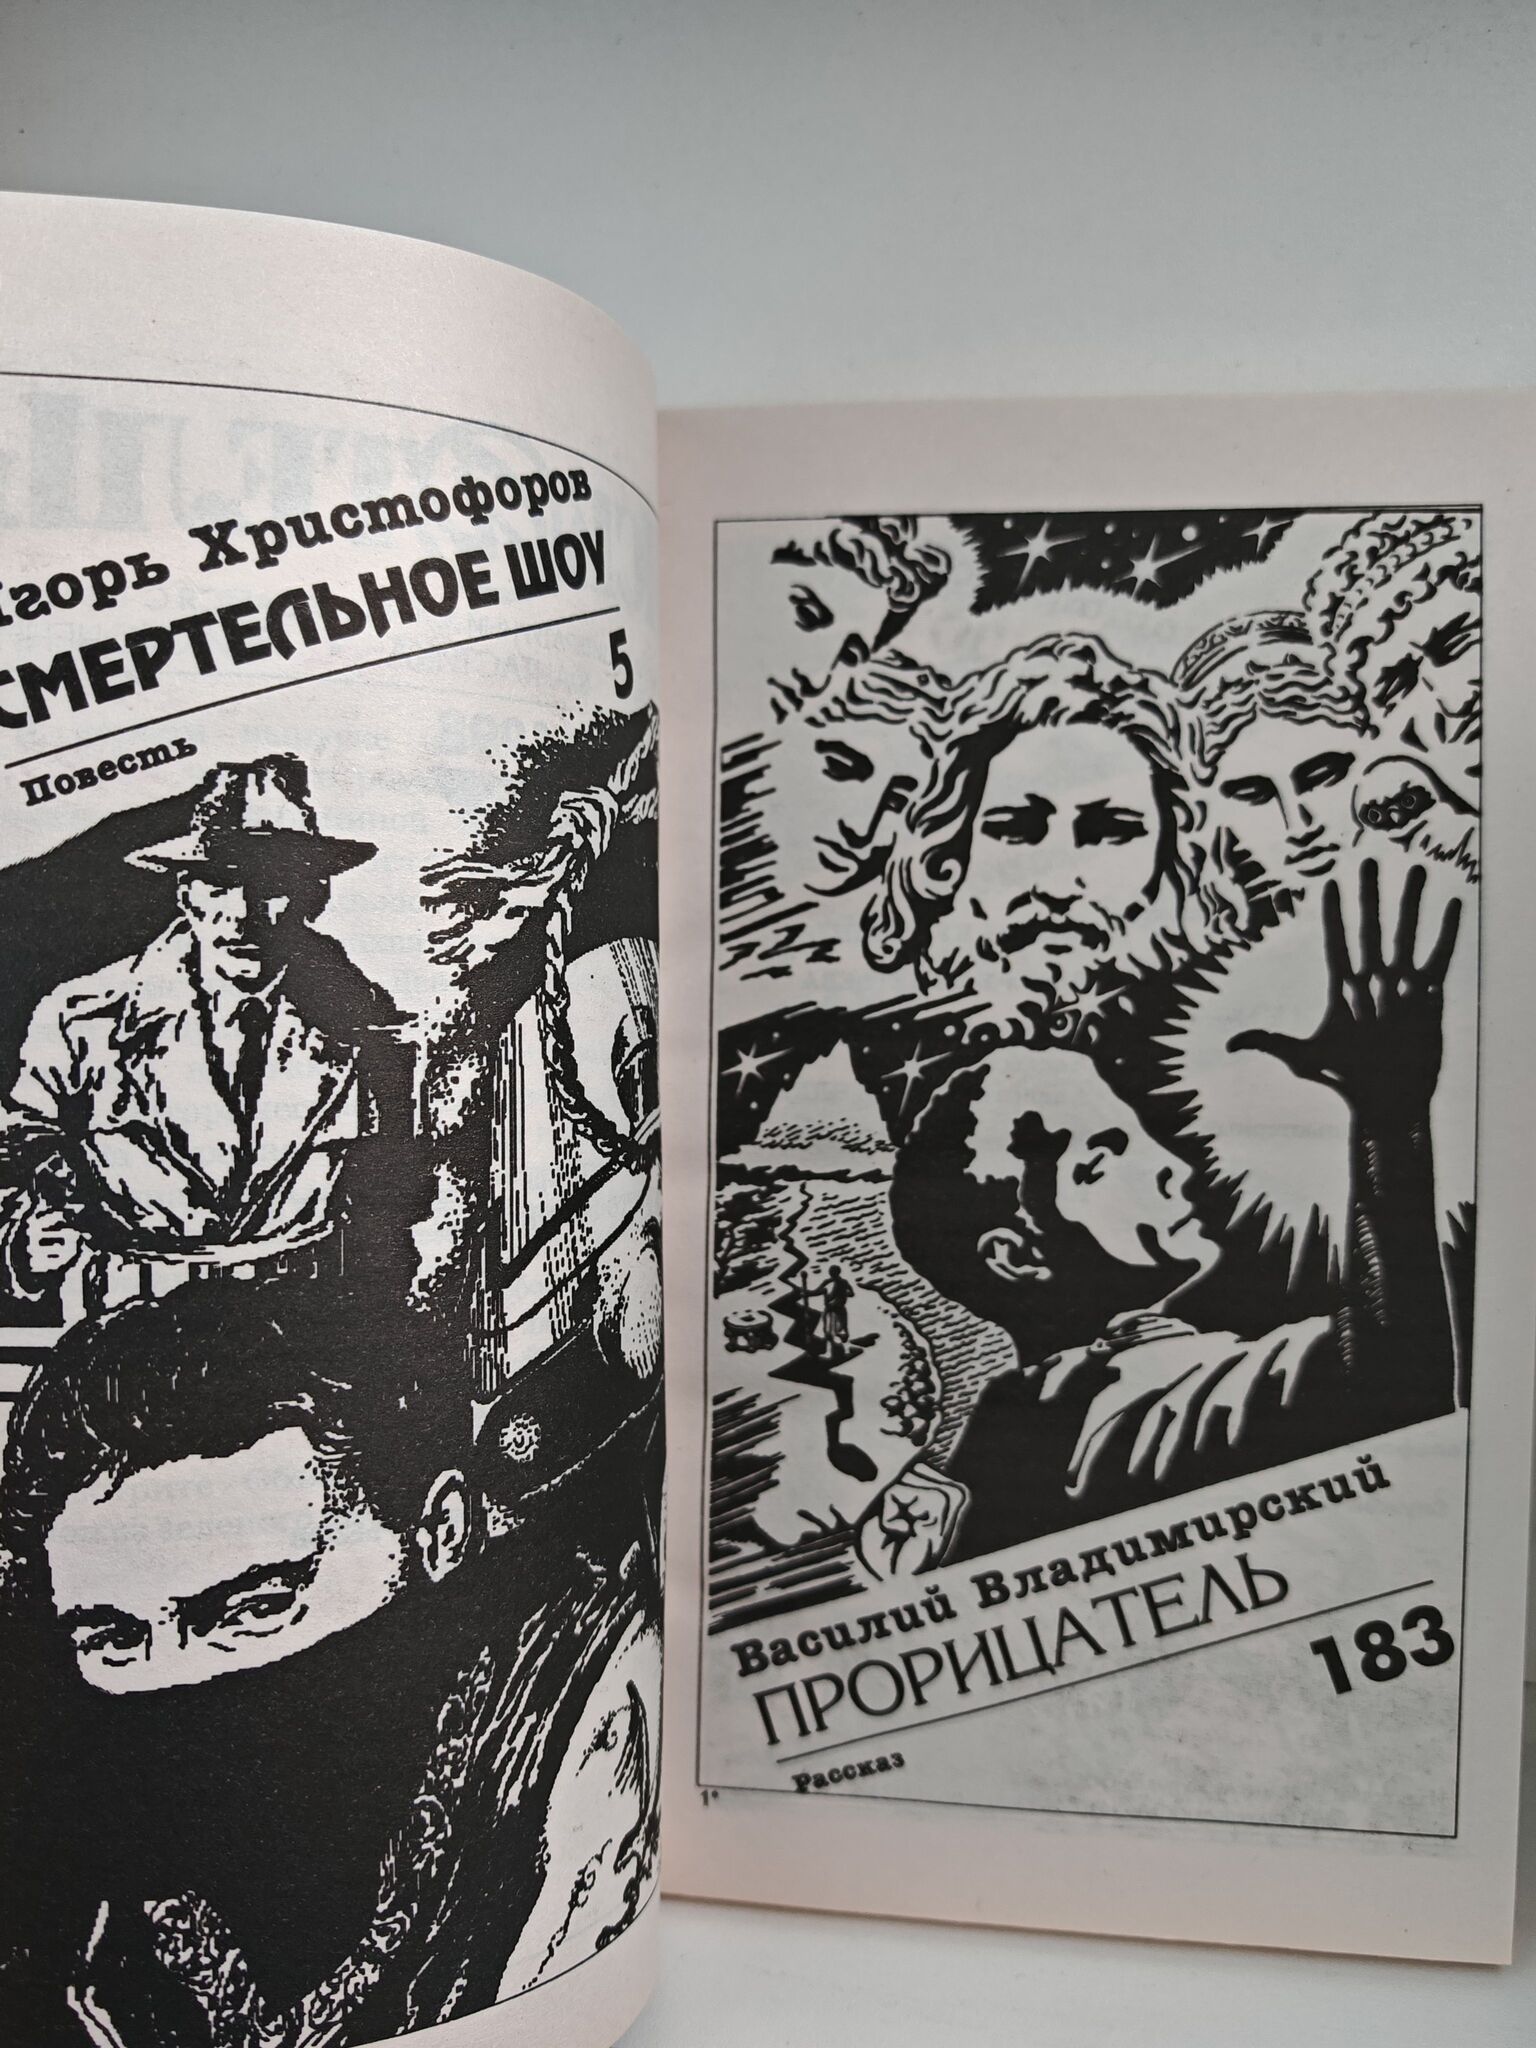 Игорь Христофоров
СМЕРТЕЛЬНОЕ ШОУ
5
Повесть
Василий Владимирский
ПРОРИЦАТЕЛЬ
183
Рассказ
1*